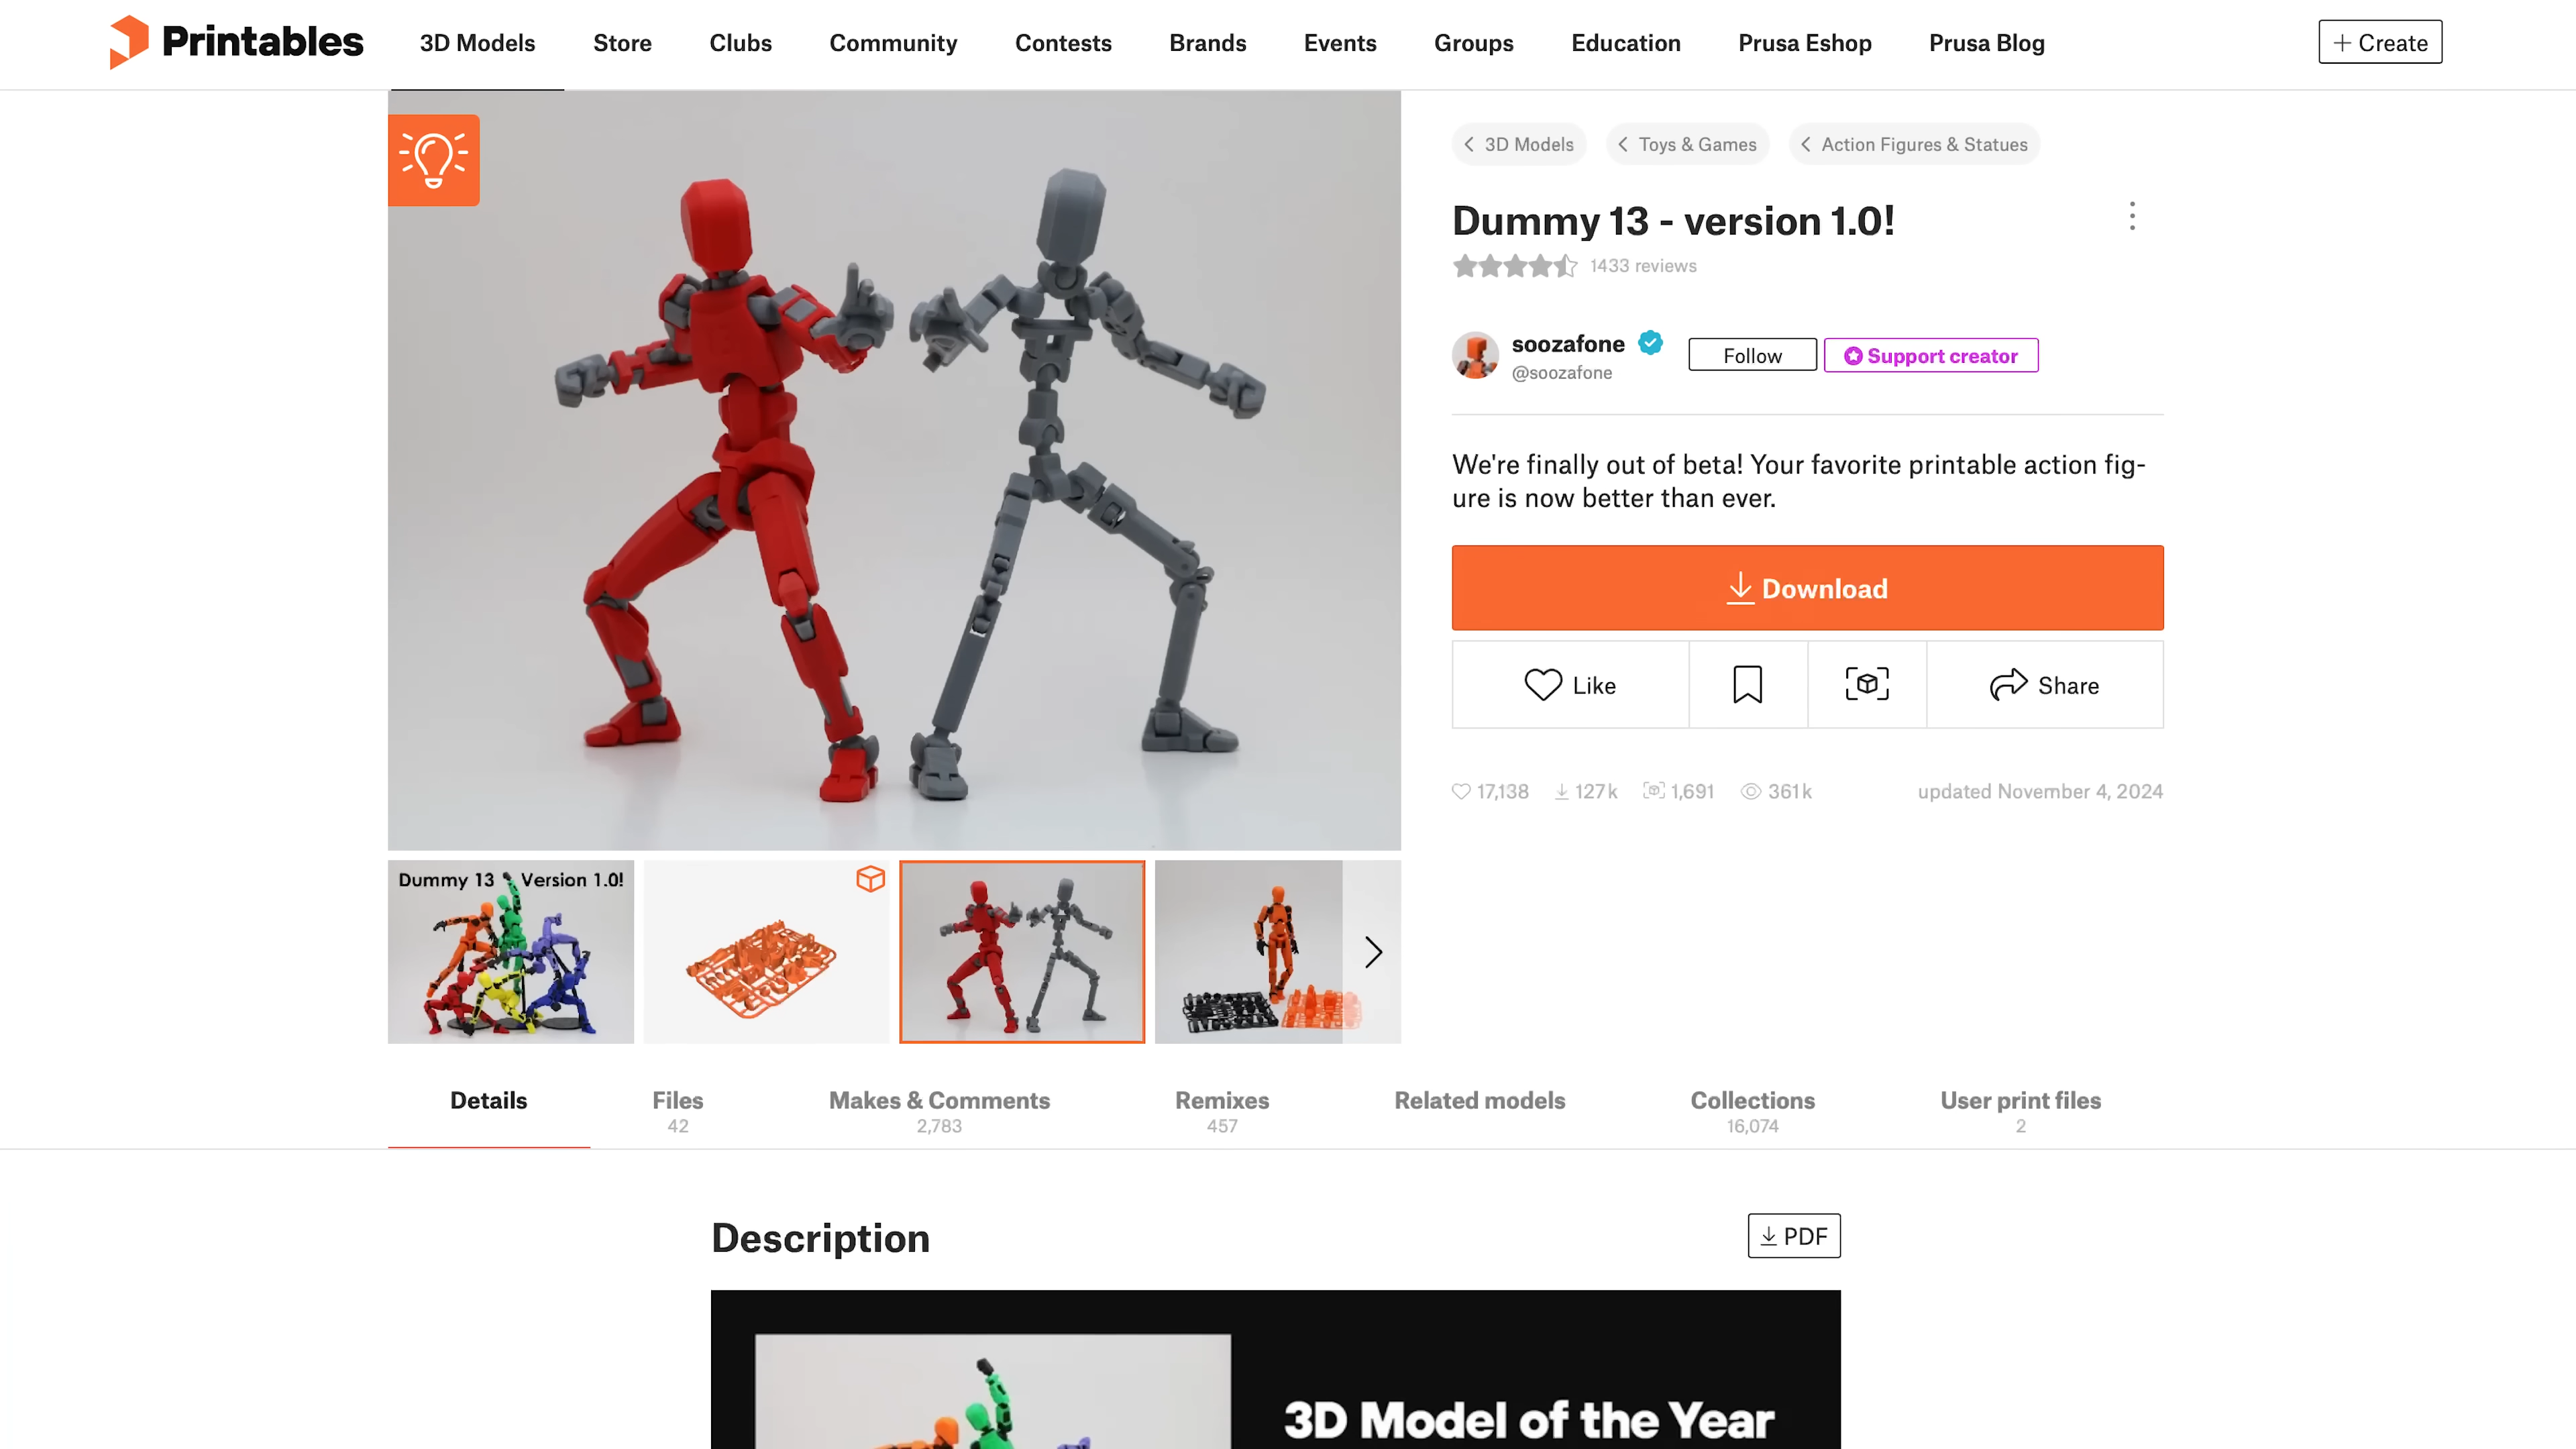 Printables
3D Models
Store
Clubs
Community
Contests
Brands
Events
Groups
Education
Prusa Eshop
Prusa Blog
Create
3D Models
Toys & Games
Action Figures & Statues
Dummy 13 - version 1.0!
1433 reviews
soozafone
@soozafone
Follow
Support creator
We're finally out of beta! Your favorite printable action fig-
ure is now better than ever.
Download
Like
Share
17,138
127k
1,691
361k
updated November 4, 2024
Dummy 13 Version 1.0!
Details
Files
42
Makes & Comments
2,783
Remixes
457
Related models
Collections
16,074
User print files
2
Description
PDF
3D Model of the Year